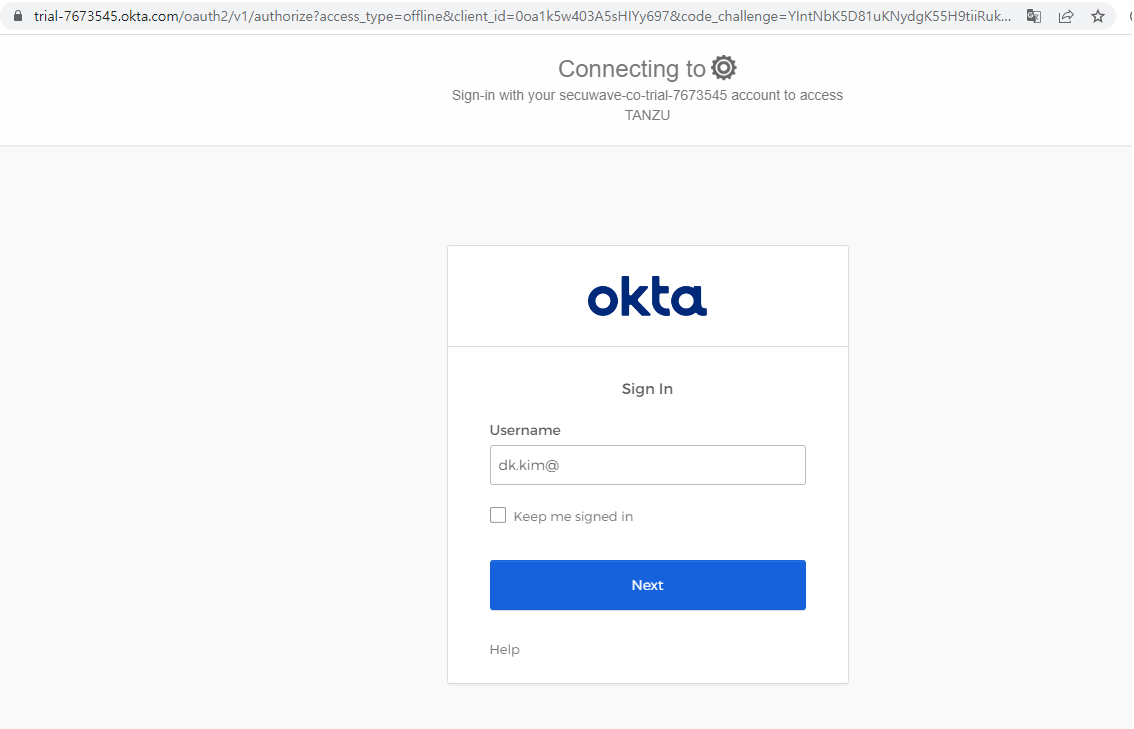 trial-7673545.okta.com/oauth2/v1/authorize?access_type=offline&client_id=0oa1k5w403A5sHIYy697&code_challenge=YIntNbK5D81uKNydgK55H9tiiRuk...
Connecting to
Sign-in with your secuwave-co-trial-7673545 account to access
TANZU
okta
Sign In
Username
dk.kim@
Keep me signed in
Next
Help